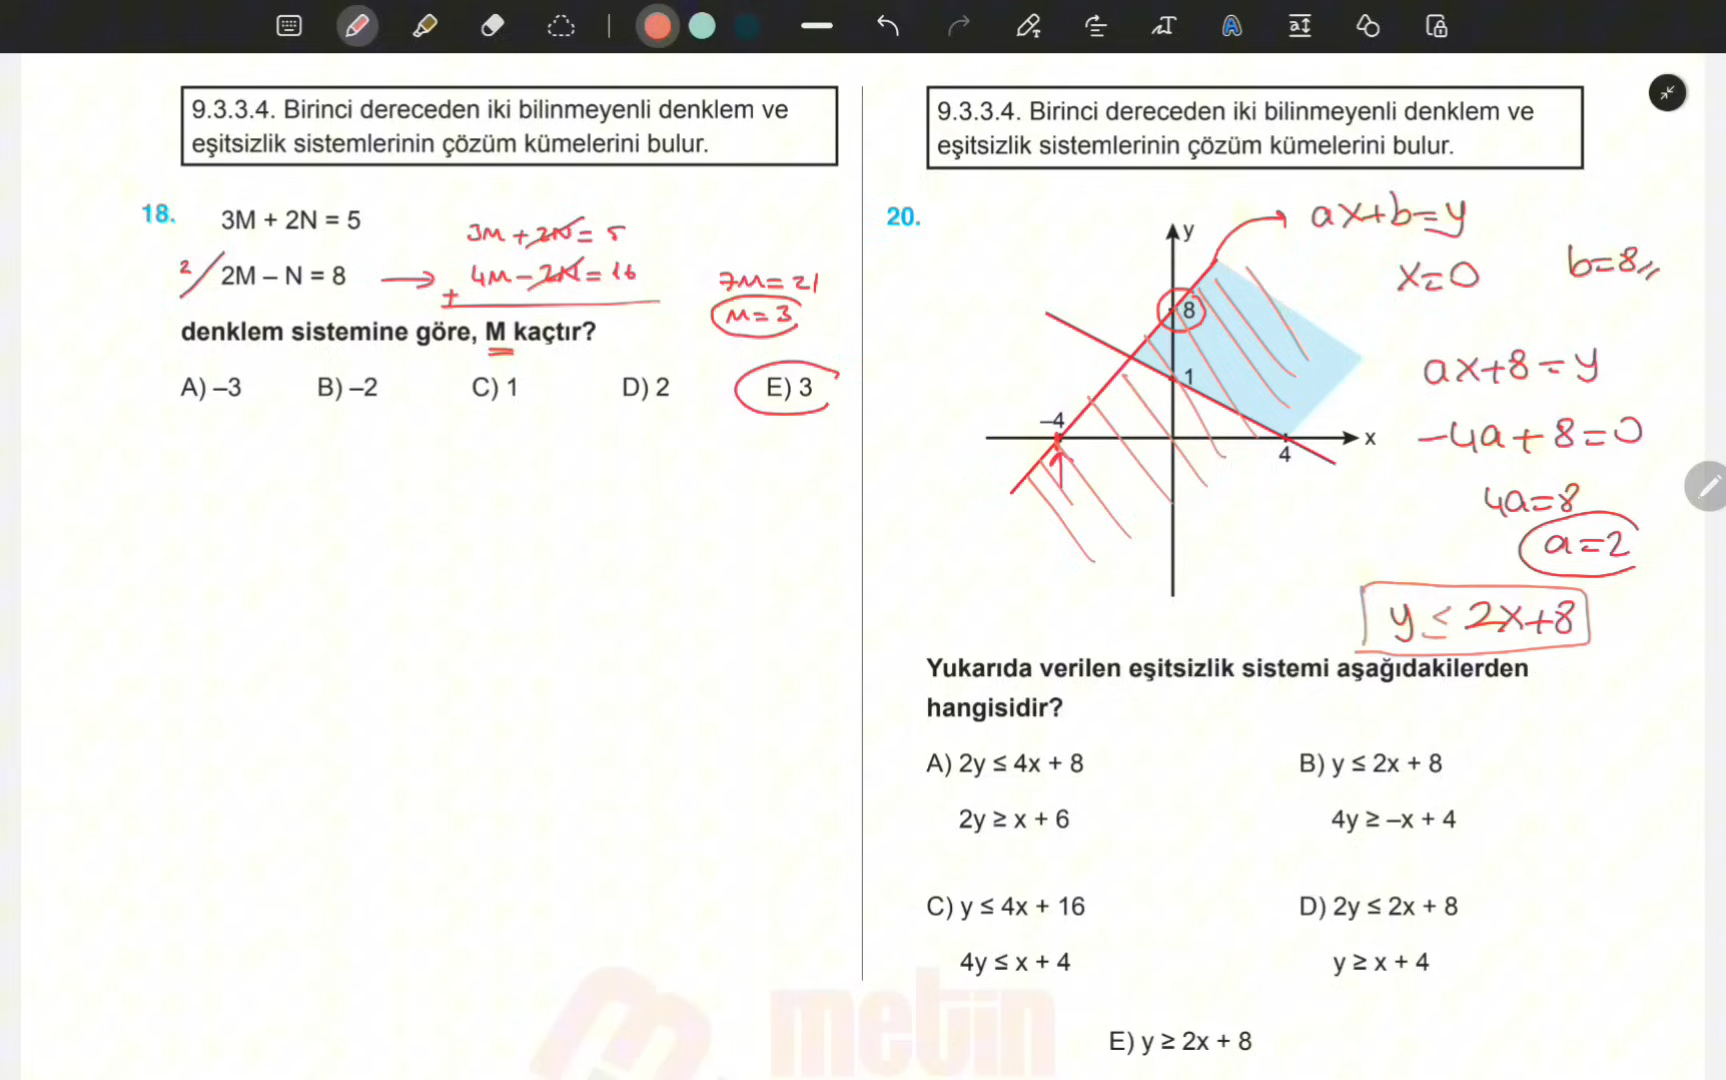 9.3.3.4. Birinci dereceden iki bilinmeyenli denklem ve
eşitsizlik sistemlerinin çözüm kümelerini bulur.
18.
3M + 2N = 5
2/ 2M – N = 8
3M + 2N = 5
4M – 2N = 16
+
7M = 21
M = 3
denklem sistemine göre, M kaçtır?
A) –3 B) –2 C) 1 D) 2 E) 3
9.3.3.4. Birinci dereceden iki bilinmeyenli denklem ve
eşitsizlik sistemlerinin çözüm kümelerini bulur.
20.
y
8
1
–4
x
4
ax+b=y
x=0
b=8
ax+8=y
-4a+8=0
4a=8
a=2
y ≤ 2x+8
Yukarıda verilen eşitsizlik sistemi aşağıdakilerden
hangisidir?
A) 2y ≤ 4x + 8
2y ≥ x + 6
B) y ≤ 2x + 8
4y ≥ –x + 4
C) y ≤ 4x + 16
4y ≤ x + 4
D) 2y ≤ 2x + 8
y ≥ x + 4
E) y ≥ 2x + 8
metin